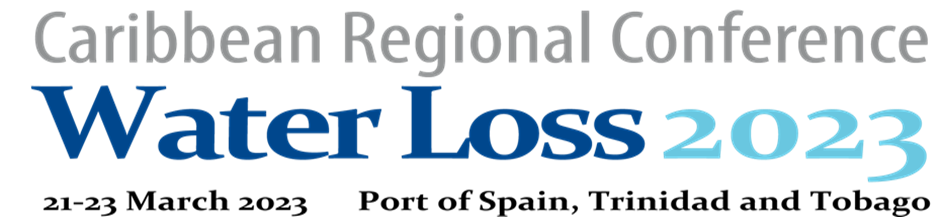 Caribbean Regional Conference
Water Loss 2023
21-23 March 2023 Port of Spain, Trinidad and Tobago